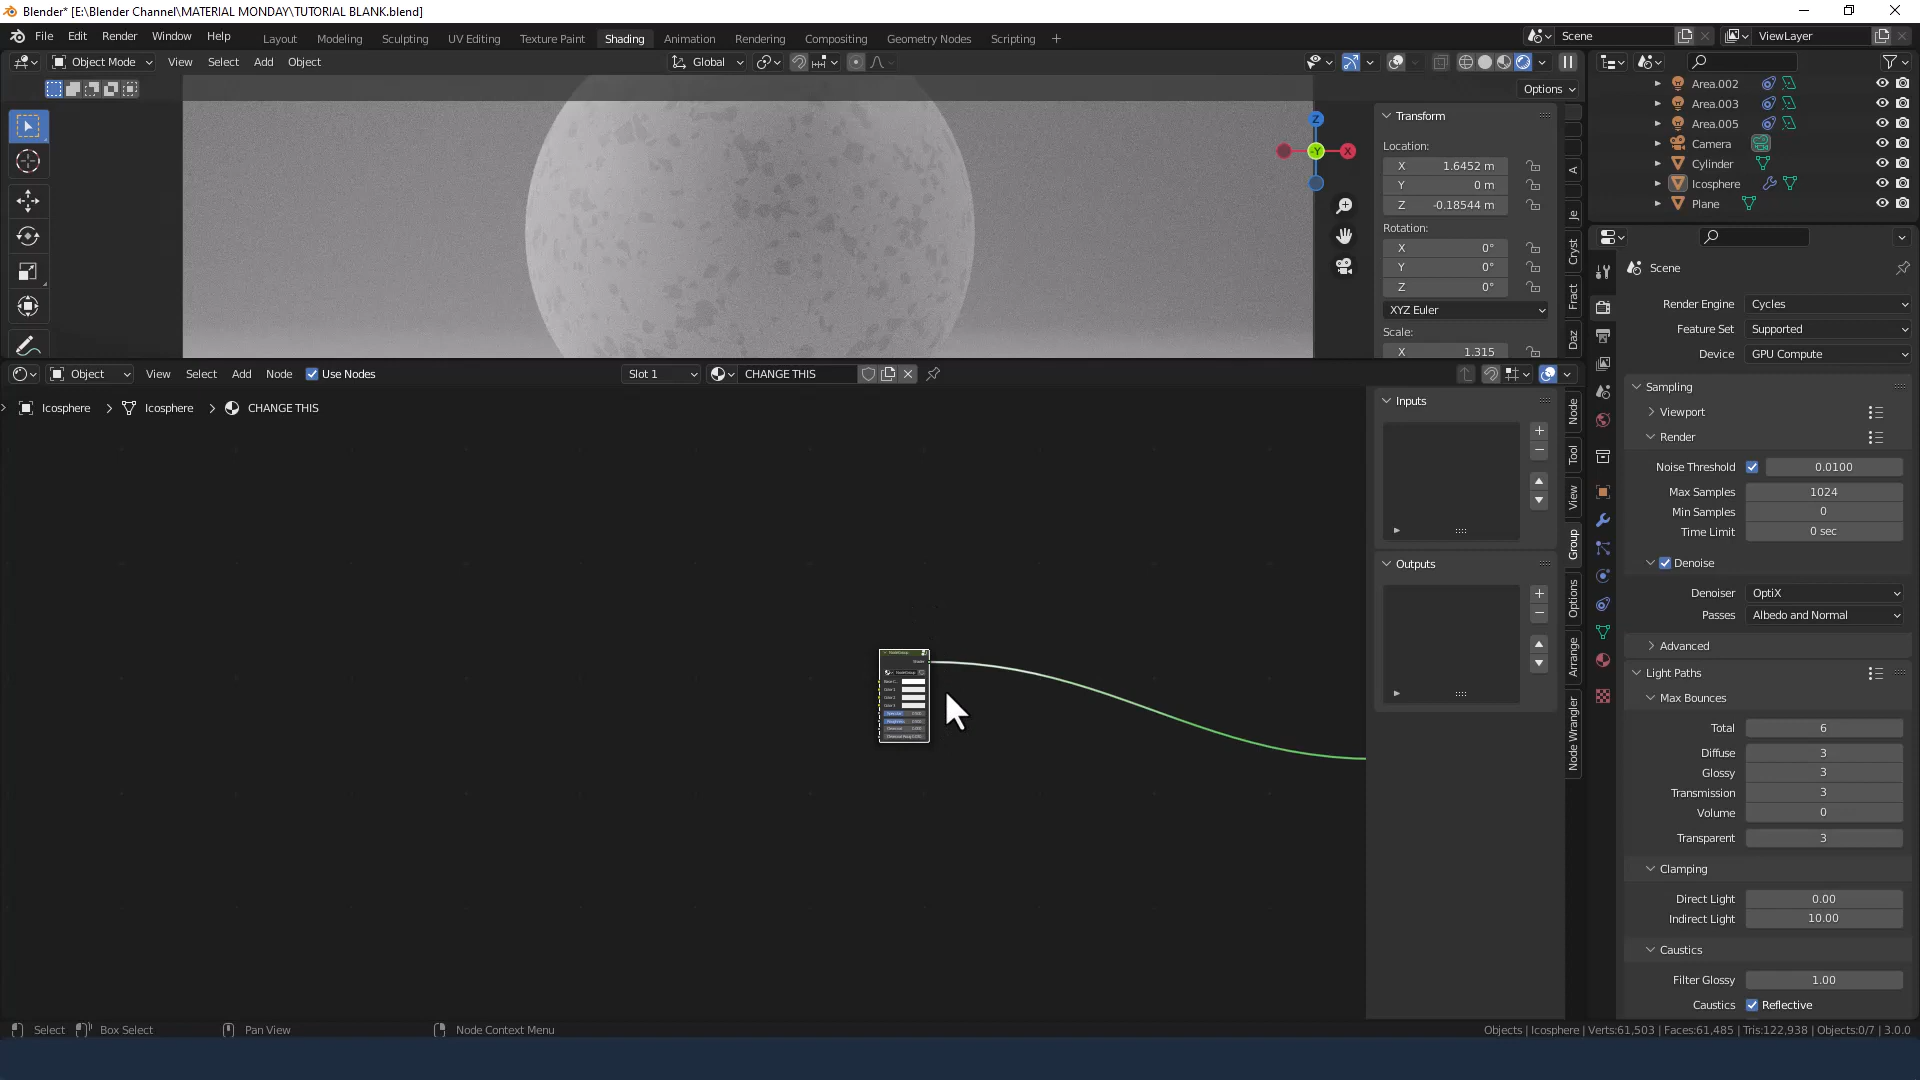 Blender* [E:\Blender Channel\MATERIAL MONDAY\TUTORIAL BLANK.blend]
File Edit Render Window Help
Layout Modeling Sculpting UV Editing Texture Paint Shading Animation Rendering Compositing Geometry Nodes Scripting +
Scene
ViewLayer
Object Mode View Select Add Object
Global
Options
Transform
Location:
X 1.6452 m
Y 0 m
Z -0.18544 m
Rotation:
X 0°
Y 0°
Z 0°
XYZ Euler
Scale:
X 1.315
Z
-Y
X
A
Je
Cryst
Fract
Daz
Area.002
Area.003
Area.005
Camera
Cylinder
Icosphere
Plane
Scene
Render Engine Cycles
Feature Set Supported
Device GPU Compute
Sampling
Viewport
Render
Noise Threshold 0.0100
Max Samples 1024
Min Samples 0
Time Limit 0 sec
Denoise
Denoiser OptiX
Passes Albedo and Normal
Advanced
Light Paths
Max Bounces
Total 6
Diffuse 3
Glossy 3
Transmission 3
Volume 0
Transparent 3
Clamping
Direct Light 0.00
Indirect Light 10.00
Caustics
Filter Glossy 1.00
Caustics Reflective
Object View Select Add Node Use Nodes
Slot 1
CHANGE THIS
Icosphere > Icosphere > CHANGE THIS
Inputs
Outputs
Node
Tool
View
Group
Options
Arrange
Node Wrangler
Select Box Select Pan View Node Context Menu
Objects | Icosphere | Verts:61,503 | Faces:61,485 | Tris:122,938 | Objects:0/7 | 3.0.0